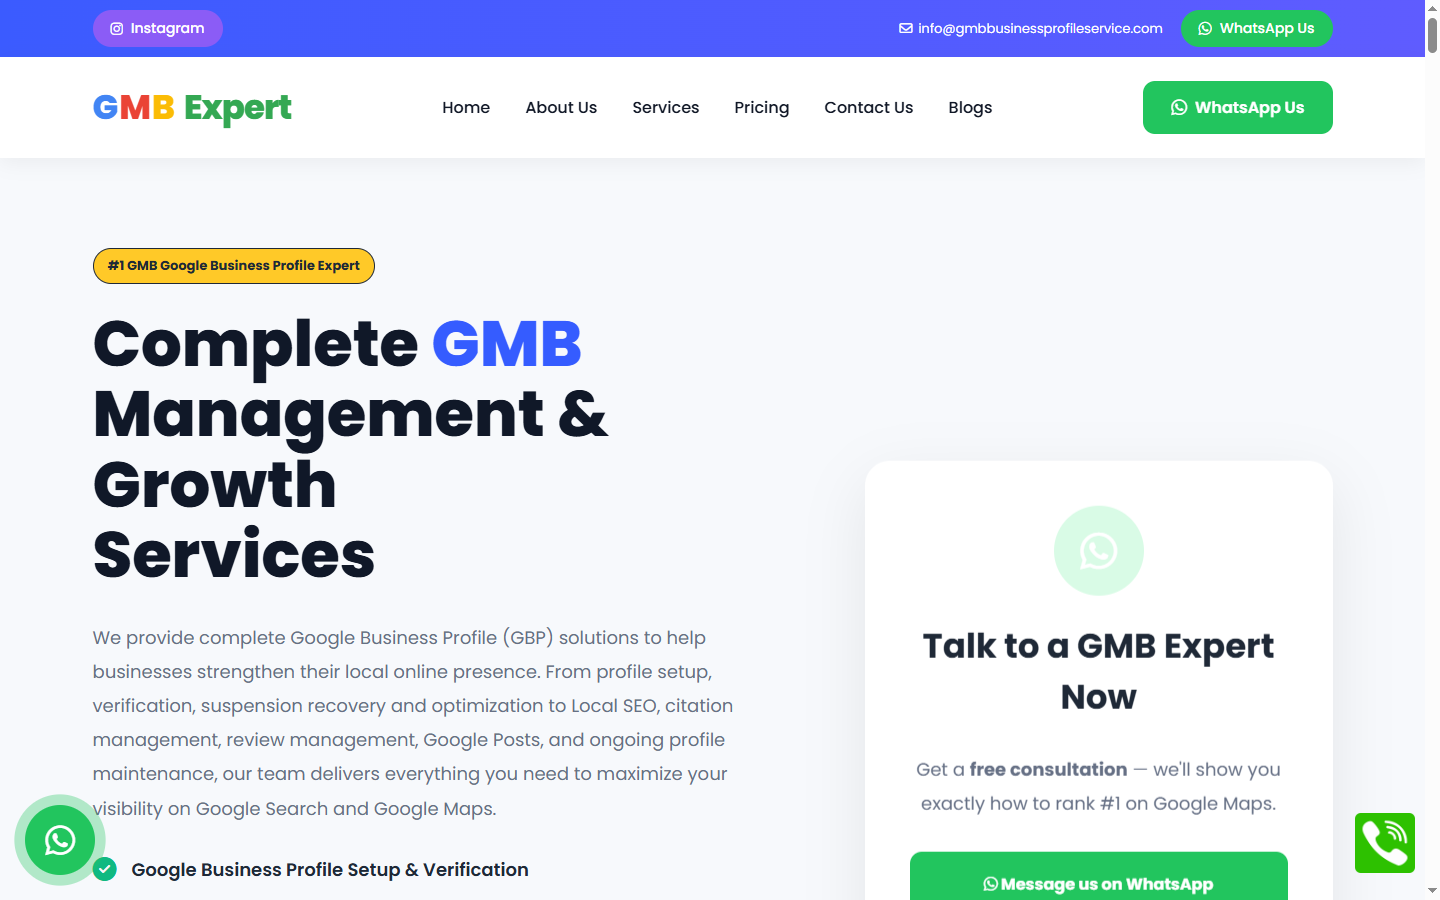 Instagram
info@gmbbusinessprofileservice.com
WhatsApp Us
GMB Expert
Home
About Us
Services
Pricing
Contact Us
Blogs
WhatsApp Us
#1 GMB Google Business Profile Expert
Complete GMB
Management &
Growth
Services
We provide complete Google Business Profile (GBP) solutions to help
businesses strengthen their local online presence. From profile setup,
verification, suspension recovery and optimization to Local SEO, citation
management, review management, Google Posts, and ongoing profile
maintenance, our team delivers everything you need to maximize your
visibility on Google Search and Google Maps.
Google Business Profile Setup & Verification
Talk to a GMB Expert
Now
Get a free consultation — we'll show you
exactly how to rank #1 on Google Maps.
Message us on WhatsApp